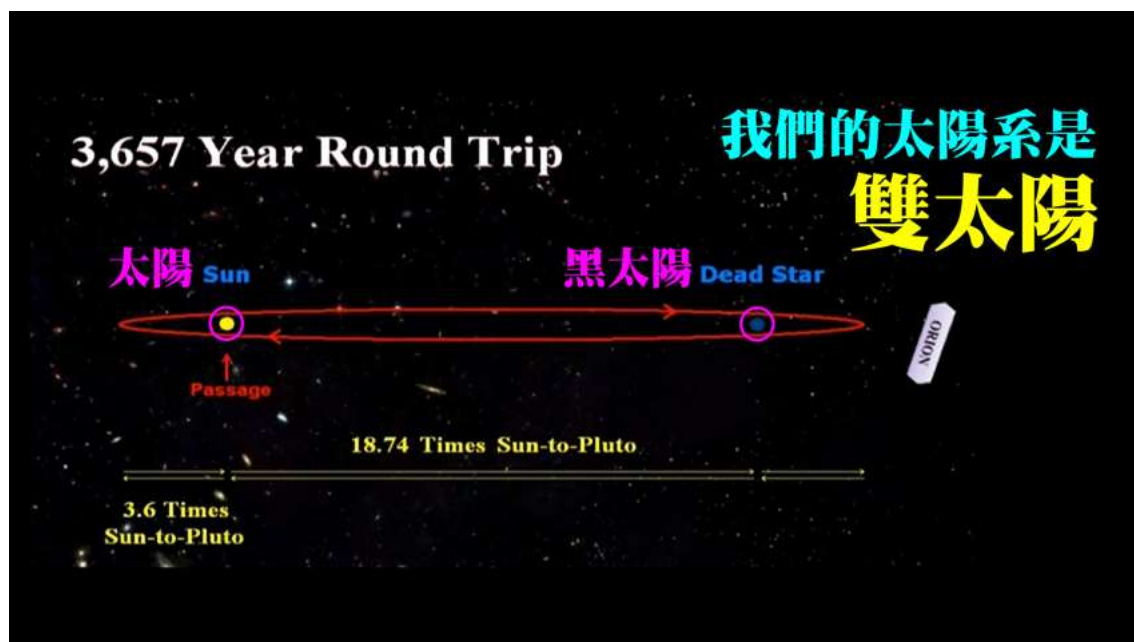 3,657 Year Round Trip
我們的太陽系是
雙太陽
太陽 Sun
黑太陽 Dead Star
ORION
Passage
18.74 Times Sun-to-Pluto
3.6 Times
Sun-to-Pluto